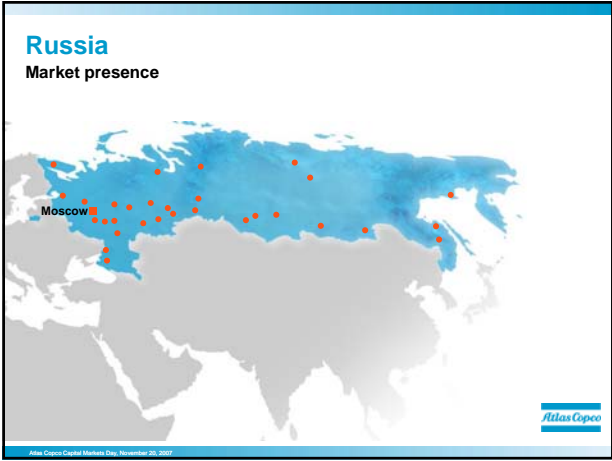 Russia
Market presence
Moscow
Atlas Copco
Atlas Copco Capital Markets Day, November 20, 2007